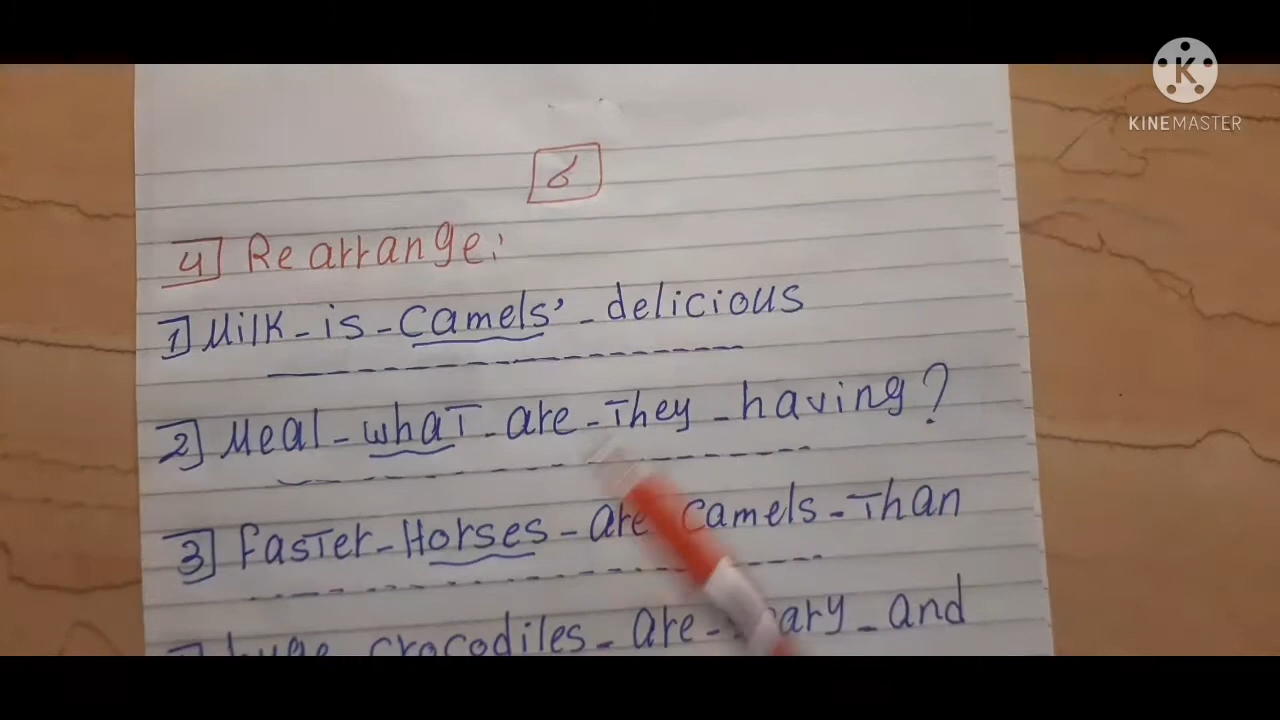 KINEMASTER
4 Rearrange:
1 Milk - is - camels' - delicious
2 Meal - what - are - they - having?
3 Faster - Horses - are camels - Than
huge crocodiles - are - and